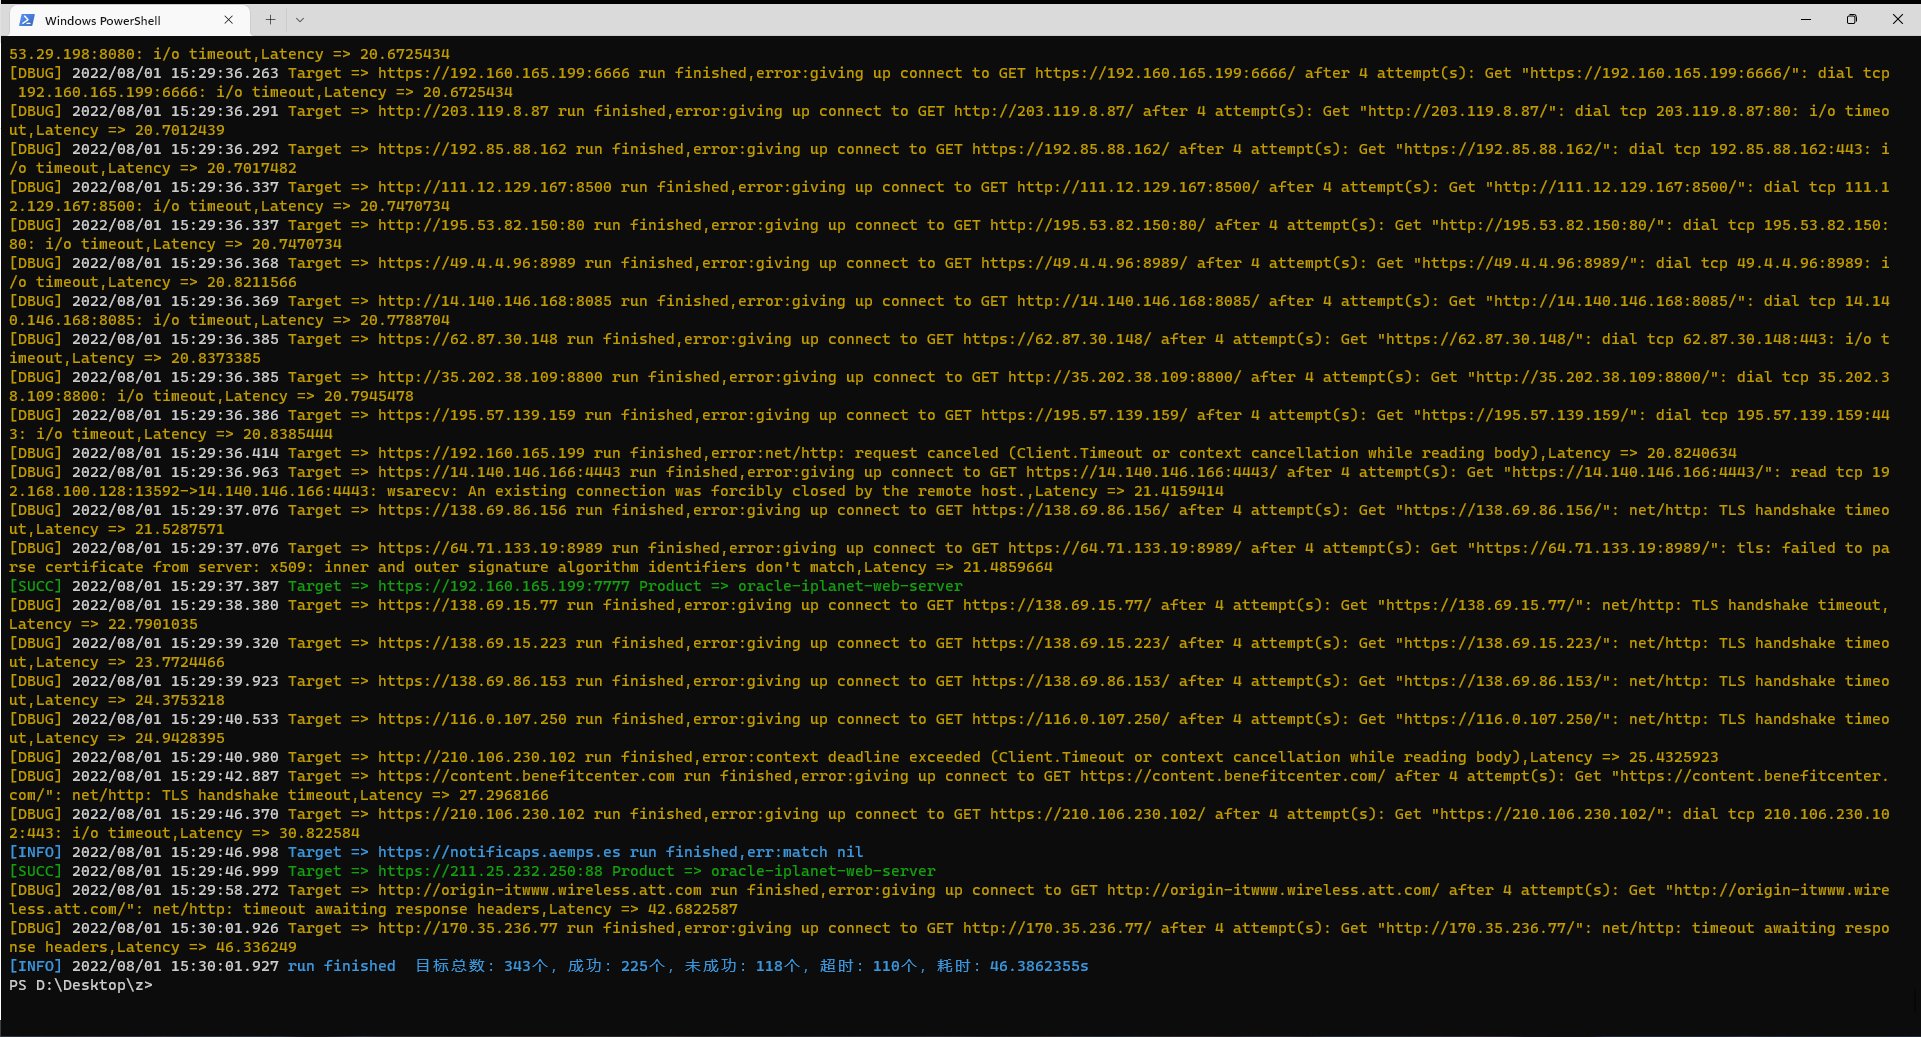 Windows PowerShell
53.29.198:8080: i/o timeout,Latency => 20.6725434
[DBUG] 2022/08/01 15:29:36.263 Target => https://192.160.165.199:6666 run finished,error:giving up connect to GET https://192.160.165.199:6666/ after 4 attempt(s): Get "https://192.160.165.199:6666/": dial tcp
 192.160.165.199:6666: i/o timeout,Latency => 20.6725434
[DBUG] 2022/08/01 15:29:36.291 Target => http://203.119.8.87 run finished,error:giving up connect to GET http://203.119.8.87/ after 4 attempt(s): Get "http://203.119.8.87/": dial tcp 203.119.8.87:80: i/o timeo
ut,Latency => 20.7012439
[DBUG] 2022/08/01 15:29:36.292 Target => https://192.85.88.162 run finished,error:giving up connect to GET https://192.85.88.162/ after 4 attempt(s): Get "https://192.85.88.162/": dial tcp 192.85.88.162:443: i
/o timeout,Latency => 20.7017482
[DBUG] 2022/08/01 15:29:36.337 Target => http://111.12.129.167:8500 run finished,error:giving up connect to GET http://111.12.129.167:8500/ after 4 attempt(s): Get "http://111.12.129.167:8500/": dial tcp 111.1
2.129.167:8500: i/o timeout,Latency => 20.7470734
[DBUG] 2022/08/01 15:29:36.337 Target => http://195.53.82.150:80 run finished,error:giving up connect to GET http://195.53.82.150:80/ after 4 attempt(s): Get "http://195.53.82.150:80/": dial tcp 195.53.82.150:
80: i/o timeout,Latency => 20.7470734
[DBUG] 2022/08/01 15:29:36.368 Target => https://49.4.4.96:8989 run finished,error:giving up connect to GET https://49.4.4.96:8989/ after 4 attempt(s): Get "https://49.4.4.96:8989/": dial tcp 49.4.4.96:8989: i
/o timeout,Latency => 20.8211566
[DBUG] 2022/08/01 15:29:36.369 Target => http://14.140.146.168:8085 run finished,error:giving up connect to GET http://14.140.146.168:8085/ after 4 attempt(s): Get "http://14.140.146.168:8085/": dial tcp 14.14
0.146.168:8085: i/o timeout,Latency => 20.7788704
[DBUG] 2022/08/01 15:29:36.385 Target => https://62.87.30.148 run finished,error:giving up connect to GET https://62.87.30.148/ after 4 attempt(s): Get "https://62.87.30.148/": dial tcp 62.87.30.148:443: i/o t
imeout,Latency => 20.8373385
[DBUG] 2022/08/01 15:29:36.385 Target => http://35.202.38.109:8800 run finished,error:giving up connect to GET http://35.202.38.109:8800/ after 4 attempt(s): Get "http://35.202.38.109:8800/": dial tcp 35.202.3
8.109:8800: i/o timeout,Latency => 20.7945478
[DBUG] 2022/08/01 15:29:36.386 Target => https://195.57.139.159 run finished,error:giving up connect to GET https://195.57.139.159/ after 4 attempt(s): Get "https://195.57.139.159/": dial tcp 195.57.139.159:44
3: i/o timeout,Latency => 20.8385444
[DBUG] 2022/08/01 15:29:36.414 Target => https://192.160.165.199 run finished,error:net/http: request canceled (Client.Timeout or context cancellation while reading body),Latency => 20.8240634
[DBUG] 2022/08/01 15:29:36.963 Target => https://14.140.146.166:4443 run finished,error:giving up connect to GET https://14.140.146.166:4443/ after 4 attempt(s): Get "https://14.140.146.166:4443/": read tcp 19
2.168.100.128:13592->14.140.146.166:4443: wsarecv: An existing connection was forcibly closed by the remote host.,Latency => 21.4159414
[DBUG] 2022/08/01 15:29:37.076 Target => https://138.69.86.156 run finished,error:giving up connect to GET https://138.69.86.156/ after 4 attempt(s): Get "https://138.69.86.156/": net/http: TLS handshake timeo
ut,Latency => 21.5287571
[DBUG] 2022/08/01 15:29:37.076 Target => https://64.71.133.19:8989 run finished,error:giving up connect to GET https://64.71.133.19:8989/ after 4 attempt(s): Get "https://64.71.133.19:8989/": tls: failed to pa
rse certificate from server: x509: inner and outer signature algorithm identifiers don't match,Latency => 21.4859664
[SUCC] 2022/08/01 15:29:37.387 Target => https://192.160.165.199:7777 Product => oracle-iplanet-web-server
[DBUG] 2022/08/01 15:29:38.380 Target => https://138.69.15.77 run finished,error:giving up connect to GET https://138.69.15.77/ after 4 attempt(s): Get "https://138.69.15.77/": net/http: TLS handshake timeout,
Latency => 22.7901035
[DBUG] 2022/08/01 15:29:39.320 Target => https://138.69.15.223 run finished,error:giving up connect to GET https://138.69.15.223/ after 4 attempt(s): Get "https://138.69.15.223/": net/http: TLS handshake timeo
ut,Latency => 23.7724466
[DBUG] 2022/08/01 15:29:39.923 Target => https://138.69.86.153 run finished,error:giving up connect to GET https://138.69.86.153/ after 4 attempt(s): Get "https://138.69.86.153/": net/http: TLS handshake timeo
ut,Latency => 24.3753218
[DBUG] 2022/08/01 15:29:40.533 Target => https://116.0.107.250 run finished,error:giving up connect to GET https://116.0.107.250/ after 4 attempt(s): Get "https://116.0.107.250/": net/http: TLS handshake timeo
ut,Latency => 24.9428395
[DBUG] 2022/08/01 15:29:40.980 Target => http://210.106.230.102 run finished,error:context deadline exceeded (Client.Timeout or context cancellation while reading body),Latency => 25.4325923
[DBUG] 2022/08/01 15:29:42.887 Target => https://content.benefitcenter.com run finished,error:giving up connect to GET https://content.benefitcenter.com/ after 4 attempt(s): Get "https://content.benefitcenter.
com/": net/http: TLS handshake timeout,Latency => 27.2968166
[DBUG] 2022/08/01 15:29:46.370 Target => https://210.106.230.102 run finished,error:giving up connect to GET https://210.106.230.102/ after 4 attempt(s): Get "https://210.106.230.102/": dial tcp 210.106.230.10
2:443: i/o timeout,Latency => 30.822584
[INFO] 2022/08/01 15:29:46.998 Target => https://notificaps.aemps.es run finished,err:match nil
[SUCC] 2022/08/01 15:29:46.999 Target => https://211.25.232.250:88 Product => oracle-iplanet-web-server
[DBUG] 2022/08/01 15:29:58.272 Target => http://origin-itwww.wireless.att.com run finished,error:giving up connect to GET http://origin-itwww.wireless.att.com/ after 4 attempt(s): Get "http://origin-itwww.wire
less.att.com/": net/http: timeout awaiting response headers,Latency => 42.6822587
[DBUG] 2022/08/01 15:30:01.926 Target => http://170.35.236.77 run finished,error:giving up connect to GET http://170.35.236.77/ after 4 attempt(s): Get "http://170.35.236.77/": net/http: timeout awaiting respo
nse headers,Latency => 46.336249
[INFO] 2022/08/01 15:30:01.927 run finished  目标总数: 343个, 成功: 225个, 未成功: 118个, 超时: 110个, 耗时: 46.3862355s
PS D:\Desktop\z>